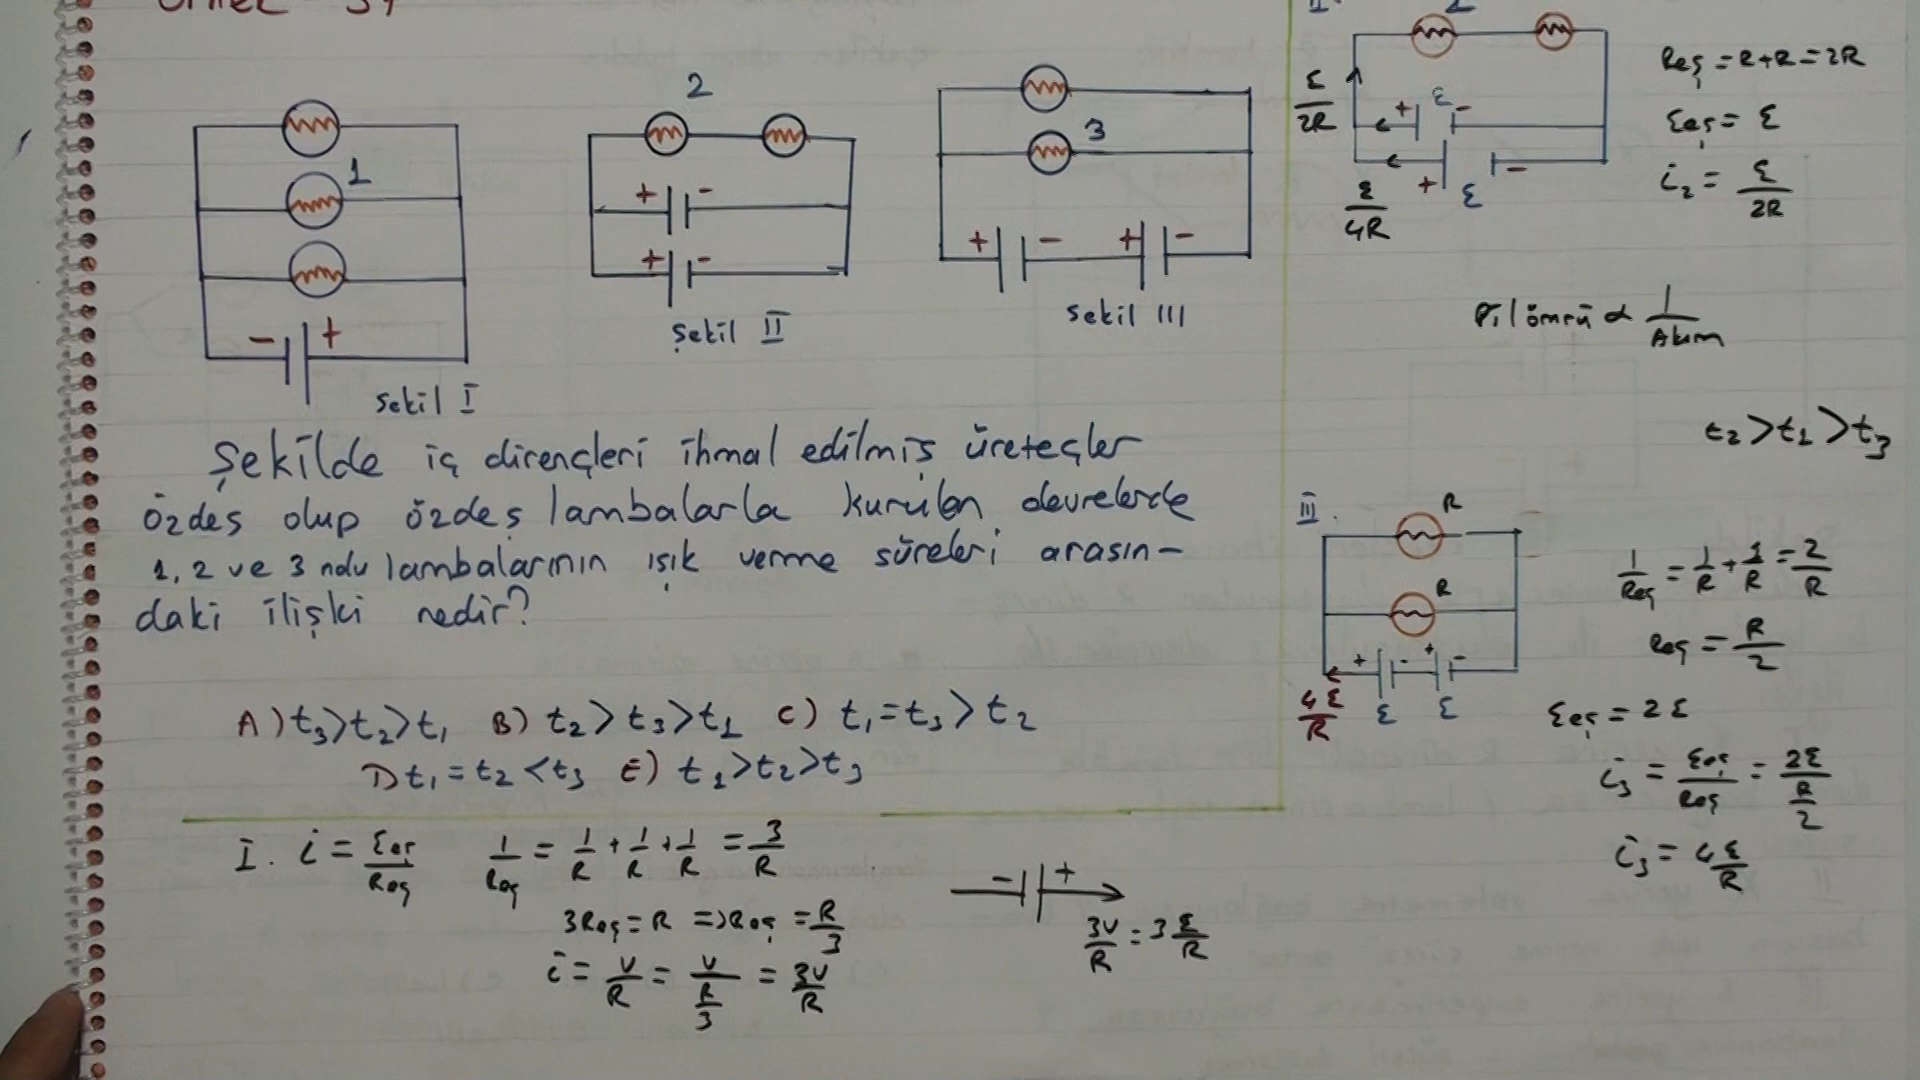 1
2
3
+ -
+ -
+ - + -
- +
Şekil I
Şekil II
Şekil III
Şekilde iç dirençleri ihmal edilmiş üreteçler
özdeş olup özdeş lambalarla kurulan devrelerde
1, 2 ve 3 nolu lambalarının ışık verme süreleri arasın-
daki ilişki nedir?
A) t₃>t₂>t₁ B) t₂>t₃>t₁ C) t₁=t₃>t₂
D t₁=t₂<t₃ E) t₁>t₂>t₃
I. i = Εeş/Reş 1/Reş = 1/R + 1/R + 1/R = 3/R
3Reş = R => Reş = R/3
i = V/R = V/(R/3) = 3V/R
- +
3V/R = 3ε/R
ε/2R
+ ε -
+ ε -
ε/4R
Reş = R+R = 2R
εeş = ε
i₂ = ε/2R
Pil ömrü α 1/Akım
t₂>t₁>t₃
III.
R
R
+ - + -
4ε/R ε ε
1/Reş = 1/R + 1/R = 2/R
Reş = R/2
εeş = 2ε
i₃ = εeş/Reş = 2ε/(R/2)
i₃ = 4ε/R